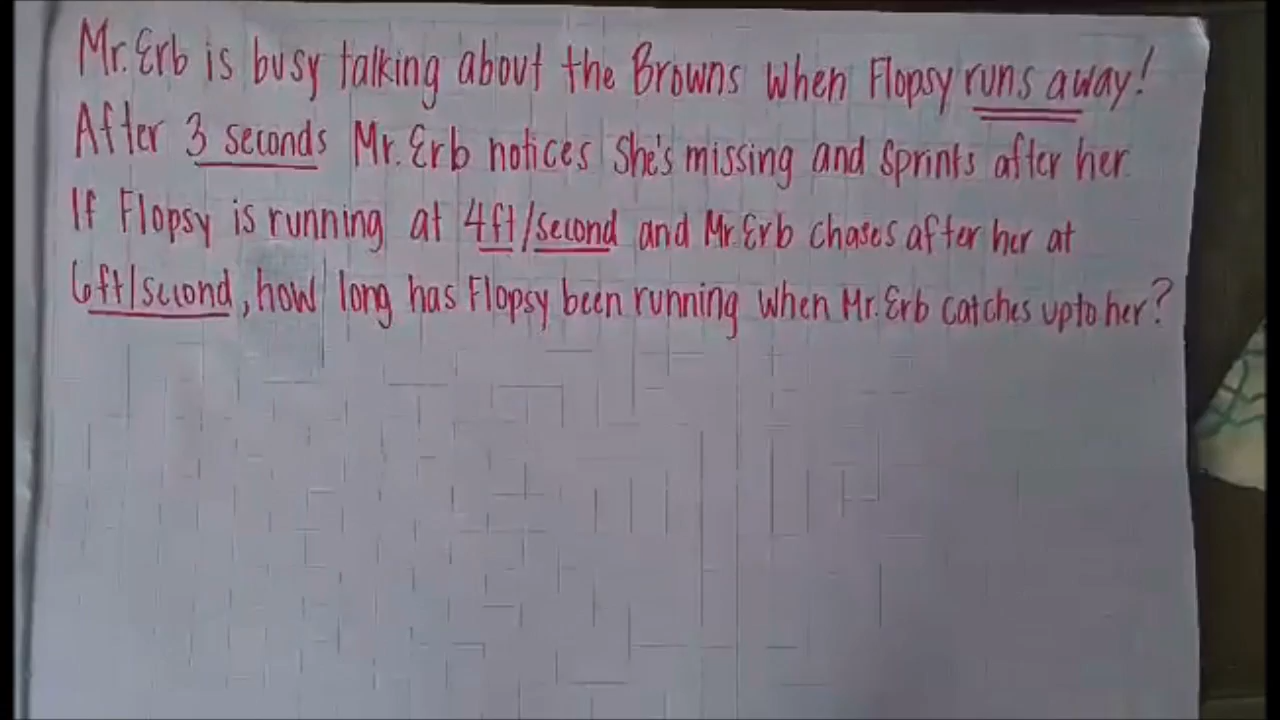 Mr. Erb is busy talking about the Browns when Flopsy runs away!
After 3 seconds Mr. Erb notices she's missing and sprints after her.
If Flopsy is running at 4ft/second and Mr. Erb chases after her at
6ft/second, how long has Flopsy been running when Mr. Erb catches up to her?